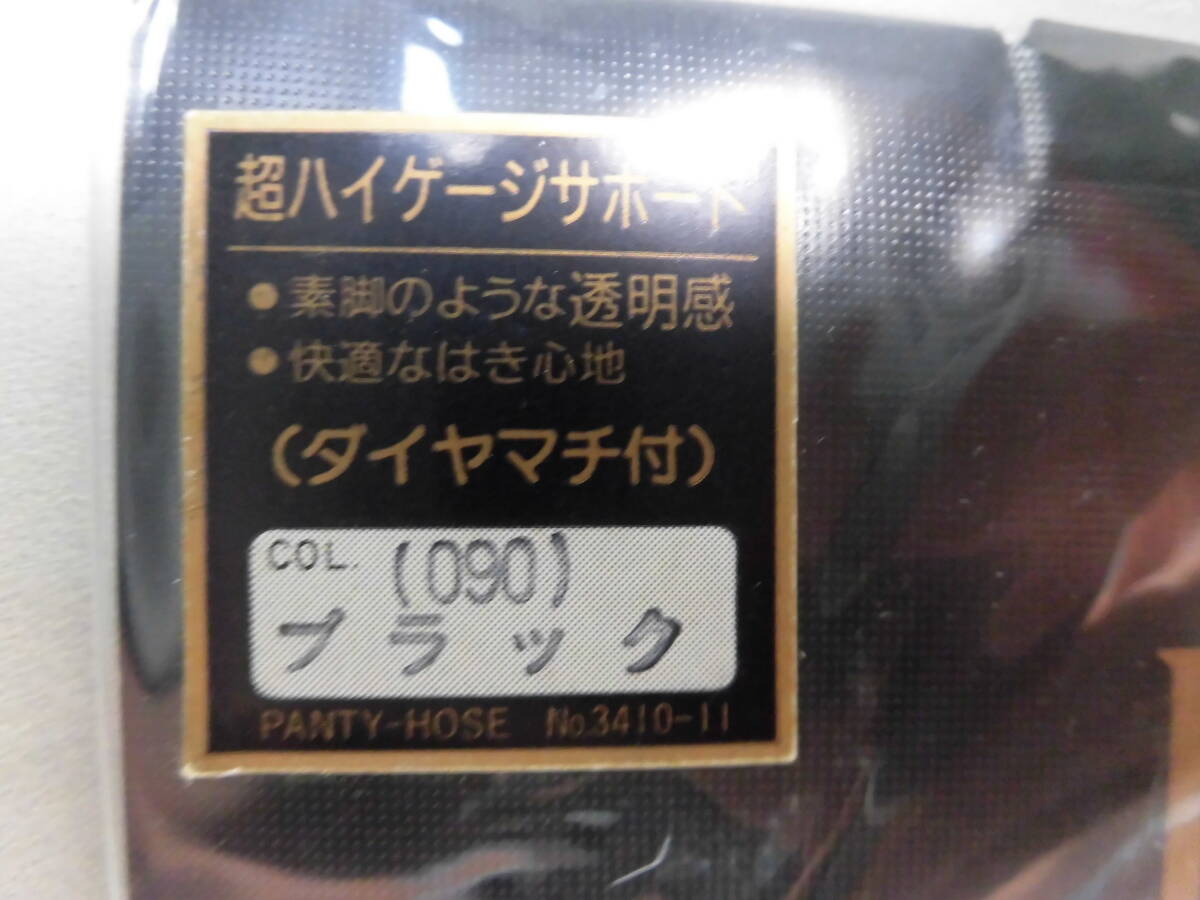 超ハイゲージサポート
● 素脚のような透明感
● 快適なはき心地
(ダイヤマチ付)
COL. (090)
ブラック
PANTY-HOSE No.3410-11